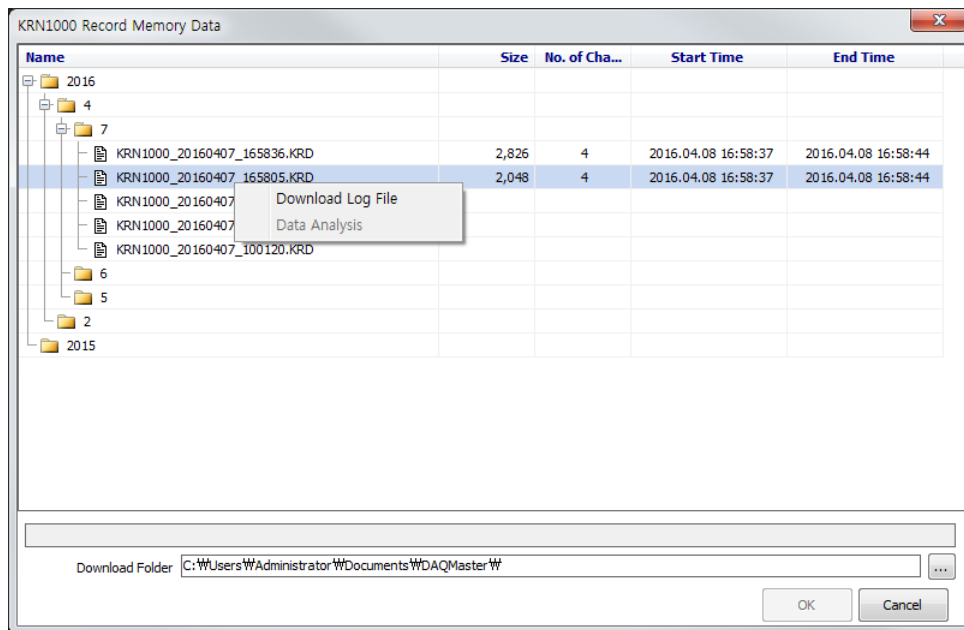 KRN1000 Record Memory Data
Name Size No. of Cha... Start Time End Time
2016
4
7
KRN1000_20160407_165836.KRD 2,826 4 2016.04.08 16:58:37 2016.04.08 16:58:44
KRN1000_20160407_165805.KRD 2,048 4 2016.04.08 16:58:37 2016.04.08 16:58:44
KRN1000_20160407 Download Log File
KRN1000_20160407 Data Analysis
KRN1000_20160407_100120.KRD
6
5
2
2015
Download Folder C:₩Users₩Administrator₩Documents₩DAQMaster₩ ...
OK Cancel